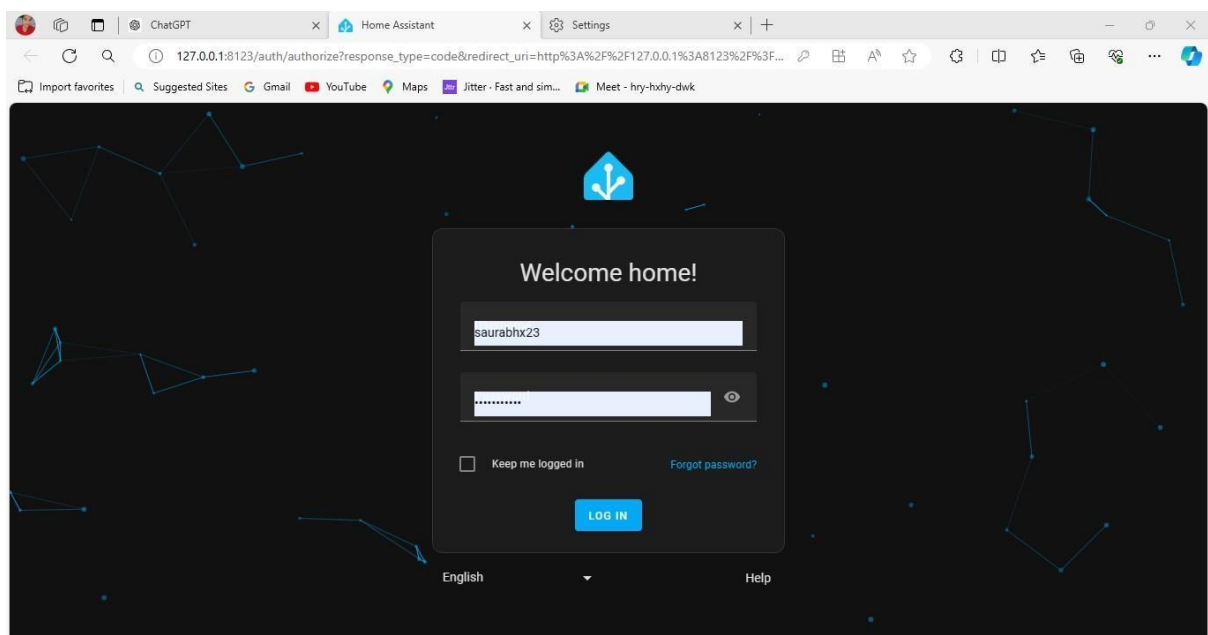 ChatGPT Home Assistant Settings
127.0.0.1:8123/auth/authorize?response_type=code&redirect_uri=http%3A%2F%2F127.0.0.1%3A8123%2F%3F...
Import favorites Suggested Sites Gmail YouTube Maps Jitter - Fast and sim... Meet - hry-hxhy-dwk
Welcome home!
saurabhx23
•••••••••••
Keep me logged in Forgot password?
LOG IN
English Help